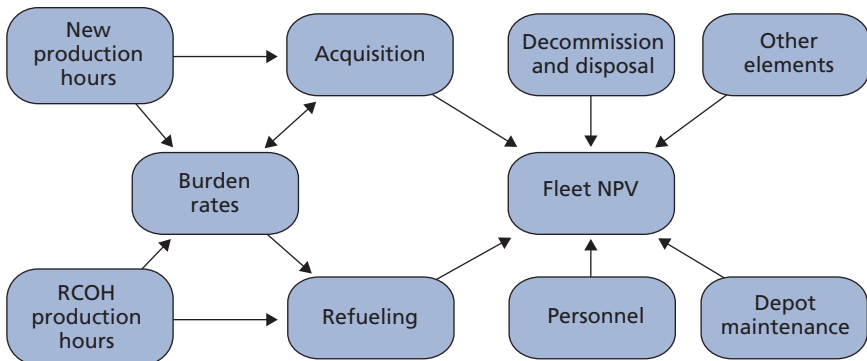 New
production
hours
Acquisition
Decommission
and disposal
Other
elements
Burden
rates
Fleet NPV
RCOH
production
hours
Refueling
Personnel
Depot
maintenance